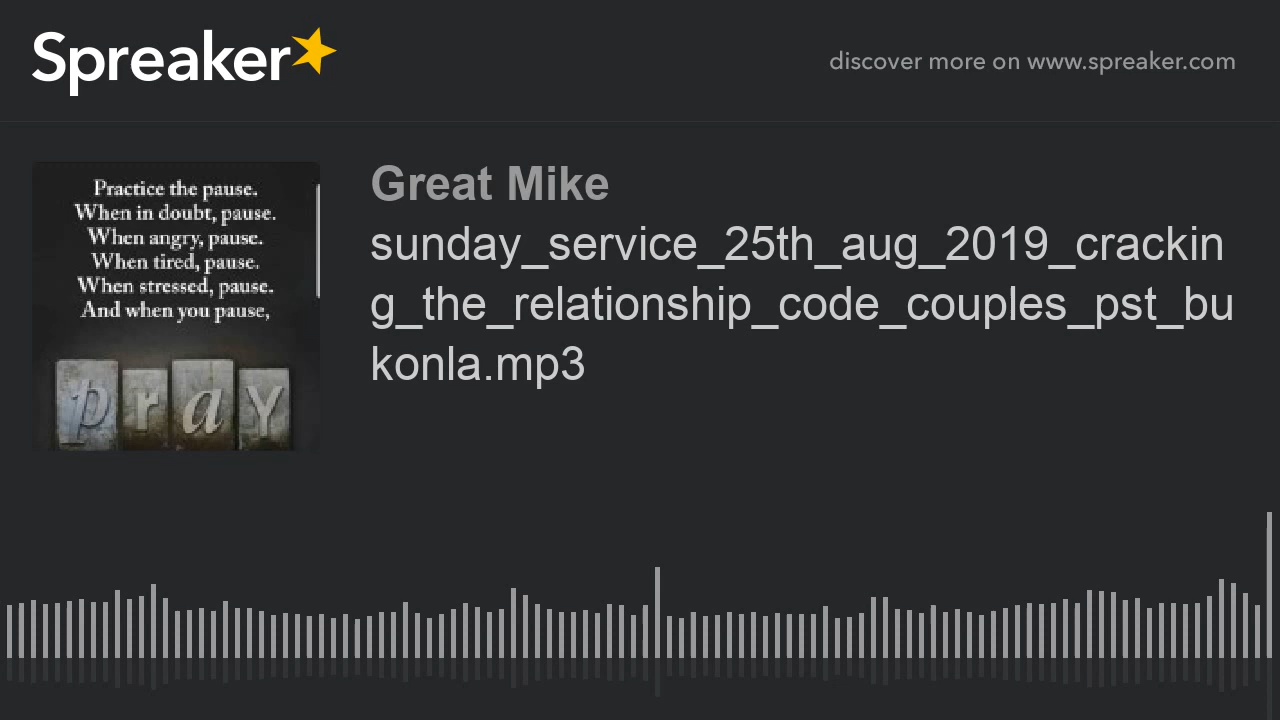 Spreaker
discover more on www.spreaker.com
Practice the pause.
When in doubt, pause.
When angry, pause.
When tired, pause.
When stressed, pause.
And when you pause,
pray
Great Mike
sunday_service_25th_aug_2019_crackin
g_the_relationship_code_couples_pst_bu
konla.mp3